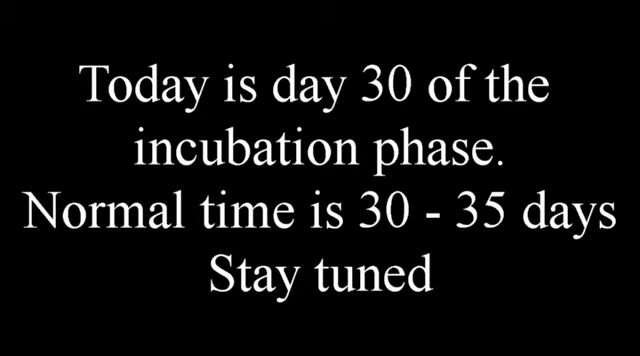 Today is day 30 of the
incubation phase.
Normal time is 30 - 35 days
Stay tuned